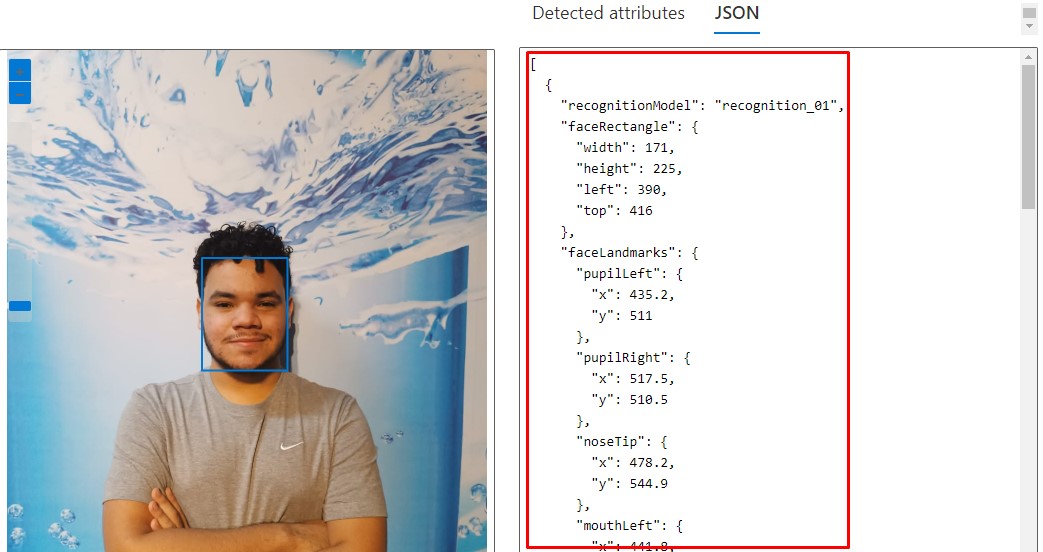 Detected attributes JSON
[
{
"recognitionModel": "recognition_01",
"faceRectangle": {
"width": 171,
"height": 225,
"left": 390,
"top": 416
},
"faceLandmarks": {
"pupilLeft": {
"x": 435.2,
"y": 511
},
"pupilRight": {
"x": 517.5,
"y": 510.5
},
"noseTip": {
"x": 478.2,
"y": 544.9
},
"mouthLeft": {
"x": 441.8,